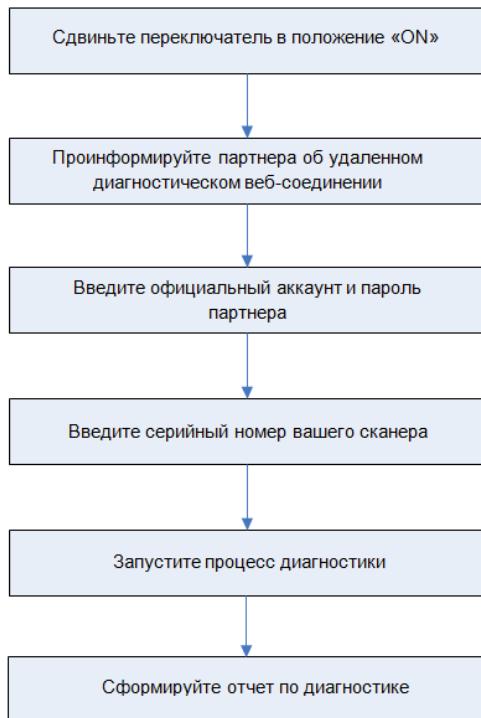 Сдвиньте переключатель в положение «ON»
Проинформируйте партнера об удаленном
диагностическом веб-соединении
Введите официальный аккаунт и пароль
партнера
Введите серийный номер вашего сканера
Запустите процесс диагностики
Сформируйте отчет по диагностике